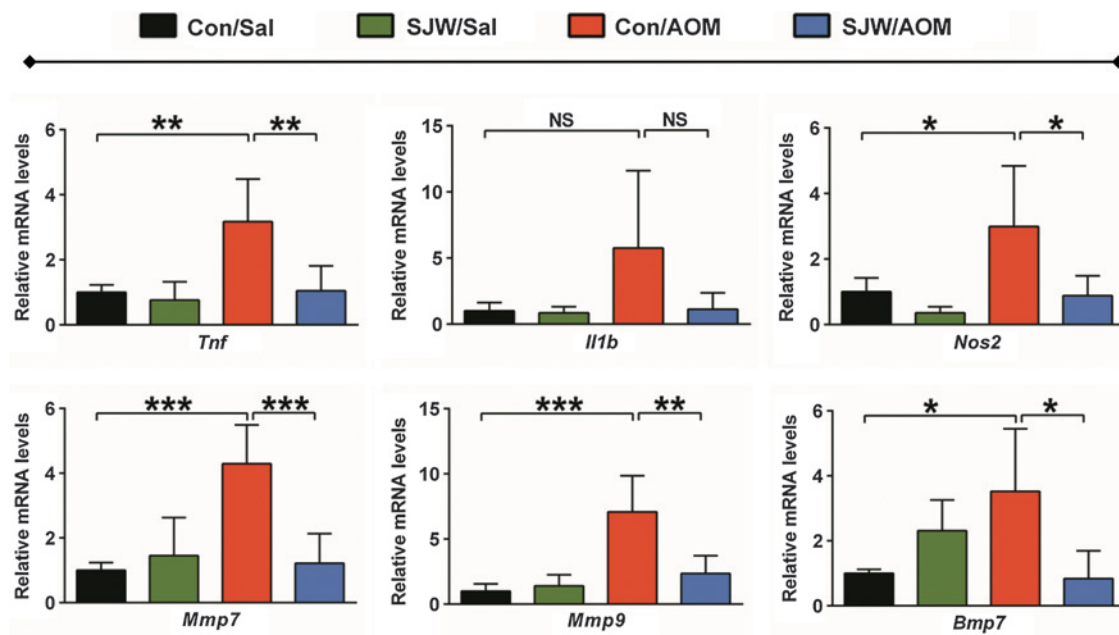 Con/Sal SJW/Sal Con/AOM SJW/AOM
Relative mRNA levels
6
4
2
0
** **
Tnf
Relative mRNA levels
15
10
5
0
NS NS
Il1b
Relative mRNA levels
6
4
2
0
* *
Nos2
Relative mRNA levels
6
4
2
0
*** ***
Mmp7
Relative mRNA levels
15
10
5
0
*** **
Mmp9
Relative mRNA levels
6
4
2
0
* *
Bmp7